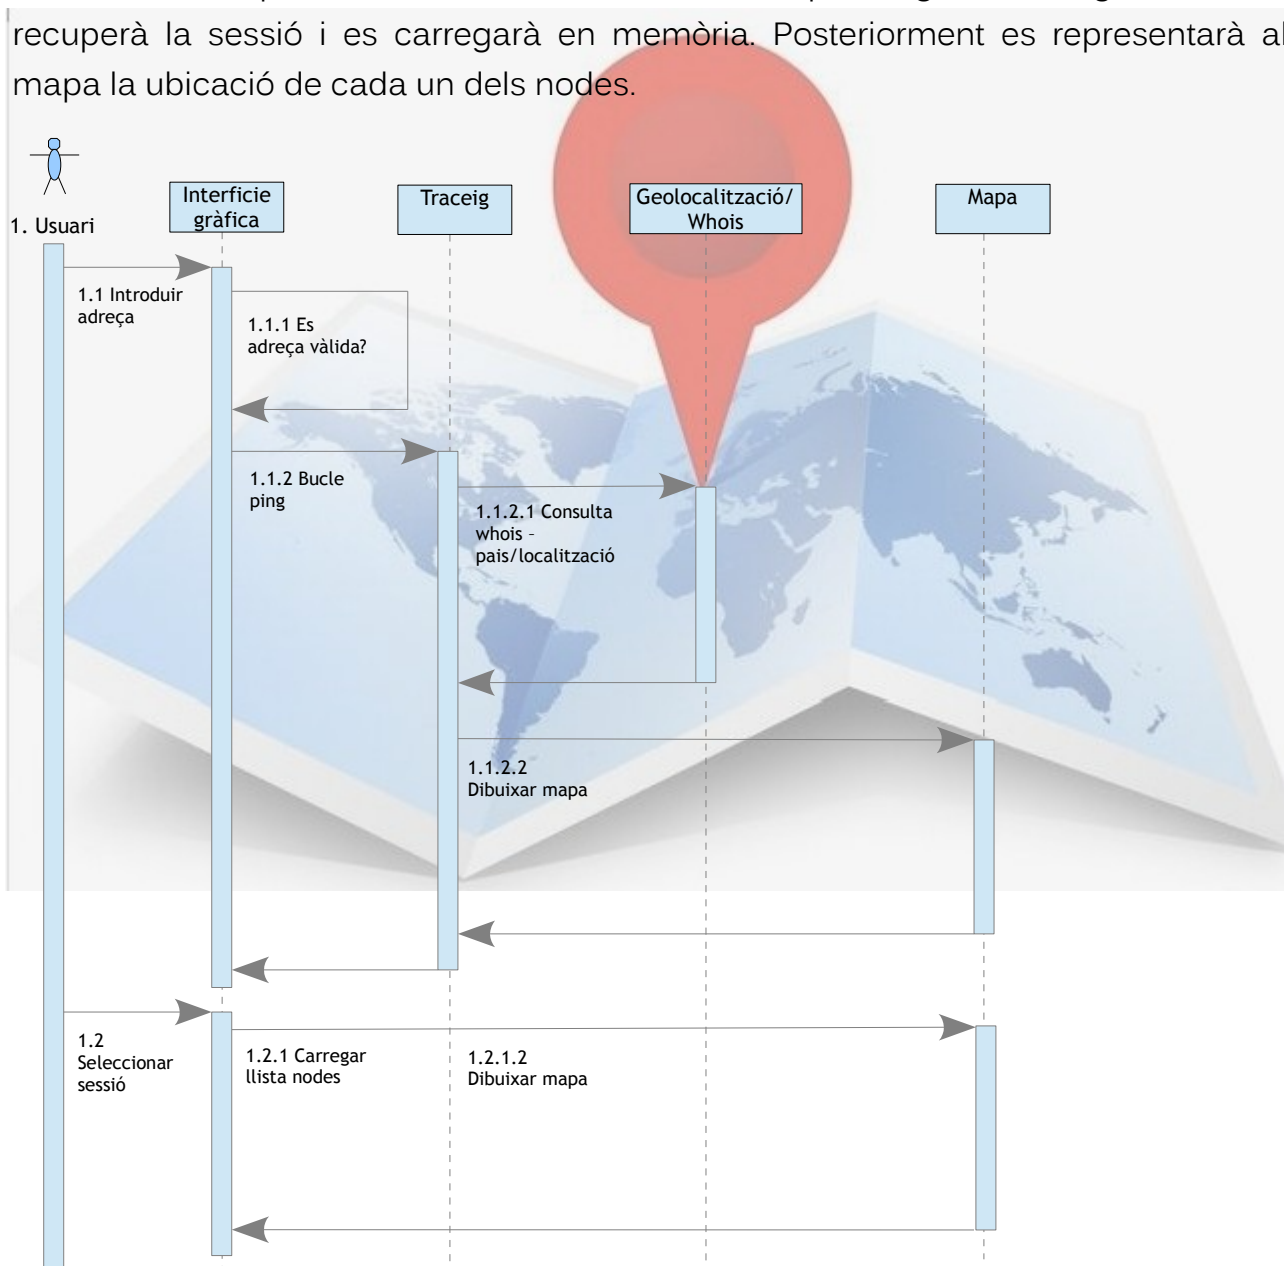 recuperà la sessió i es carregarà en memòria. Posteriorment es representarà al
mapa la ubicació de cada un dels nodes.
1. Usuari
Interficie
gràfica
Traceig
Geolocalització/
Whois
Mapa
1.1 Introduir
adreça
1.1.1 Es
adreça vàlida?
1.1.2 Bucle
ping
1.1.2.1 Consulta
whois –
pais/localització
1.1.2.2
Dibuixar mapa
1.2
Seleccionar
sessió
1.2.1 Carregar
llista nodes
1.2.1.2
Dibuixar mapa